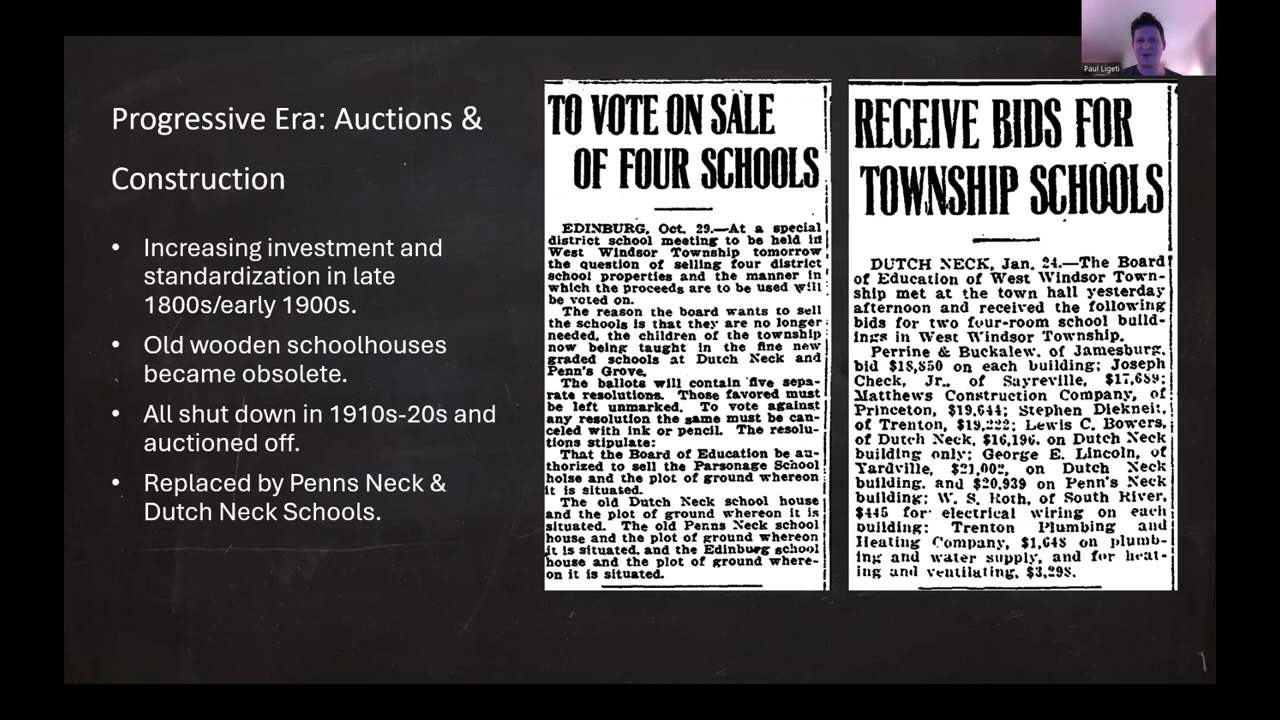 Paul Ligeti
Progressive Era: Auctions &
Construction
• Increasing investment and
standardization in late
1800s/early 1900s.
• Old wooden schoolhouses
became obsolete.
• All shut down in 1910s-20s and
auctioned off.
• Replaced by Penns Neck &
Dutch Neck Schools.
TO VOTE ON SALE
OF FOUR SCHOOLS
EDINBURG, Oct. 29.—At a special
district school meeting to be held in
West Windsor Township tomorrow
the question of selling four district
school properties and the manner in
which the proceeds are to be used will
be voted on.
The reason the board wants to sell
the schools is that they are no longer
needed, the children of the township
now being taught in the fine new
graded schools at Dutch Neck and
Penn's Grove.
The ballots will contain five sepa-
rate resolutions. Those favored must
be left unmarked. To vote against
any resolution the same must be can-
celed with ink or pencil. The resolu-
tions stipulate:
That the Board of Education be au-
thorized to sell the Parsonage School
holse and the plot of ground whereon
it is situated.
The old Dutch Neck school house
and the plot of ground whereon it is
situated. The old Penns Neck school
house and the plot of ground whereon
it is situated, and the Edinburg school
house and the plot of ground where-
on it is situated.
RECEIVE BIDS FOR
TOWNSHIP SCHOOLS
DUTCH NECK, Jan. 24.—The Board
of Education of West Windsor Town-
ship met at the town hall yesterday
afternoon and received the following
bids for two four-room school build-
ings in West Windsor Township.
Perrine & Buckalew, of Jamesburg,
bid $18,850 on each building; Joseph
Check, Jr., of Sayreville, $17,689;
Matthews Construction Company, of
Princeton, $19,644; Stephen Diekneit,
of Trenton, $19,222; Lewis C. Bowers,
of Dutch Neck, $16,196, on Dutch Neck
building only; George E. Lincoln, of
Yardville, $21,002, on Dutch Neck
building, and $20,939 on Penn's Neck
building; W. S. Roth, of South River,
$445 for electrical wiring on each
building; Trenton Plumbing and
Heating Company, $1,648 on plumb-
ing and water supply, and for heat-
ing and ventilating, $3,298.